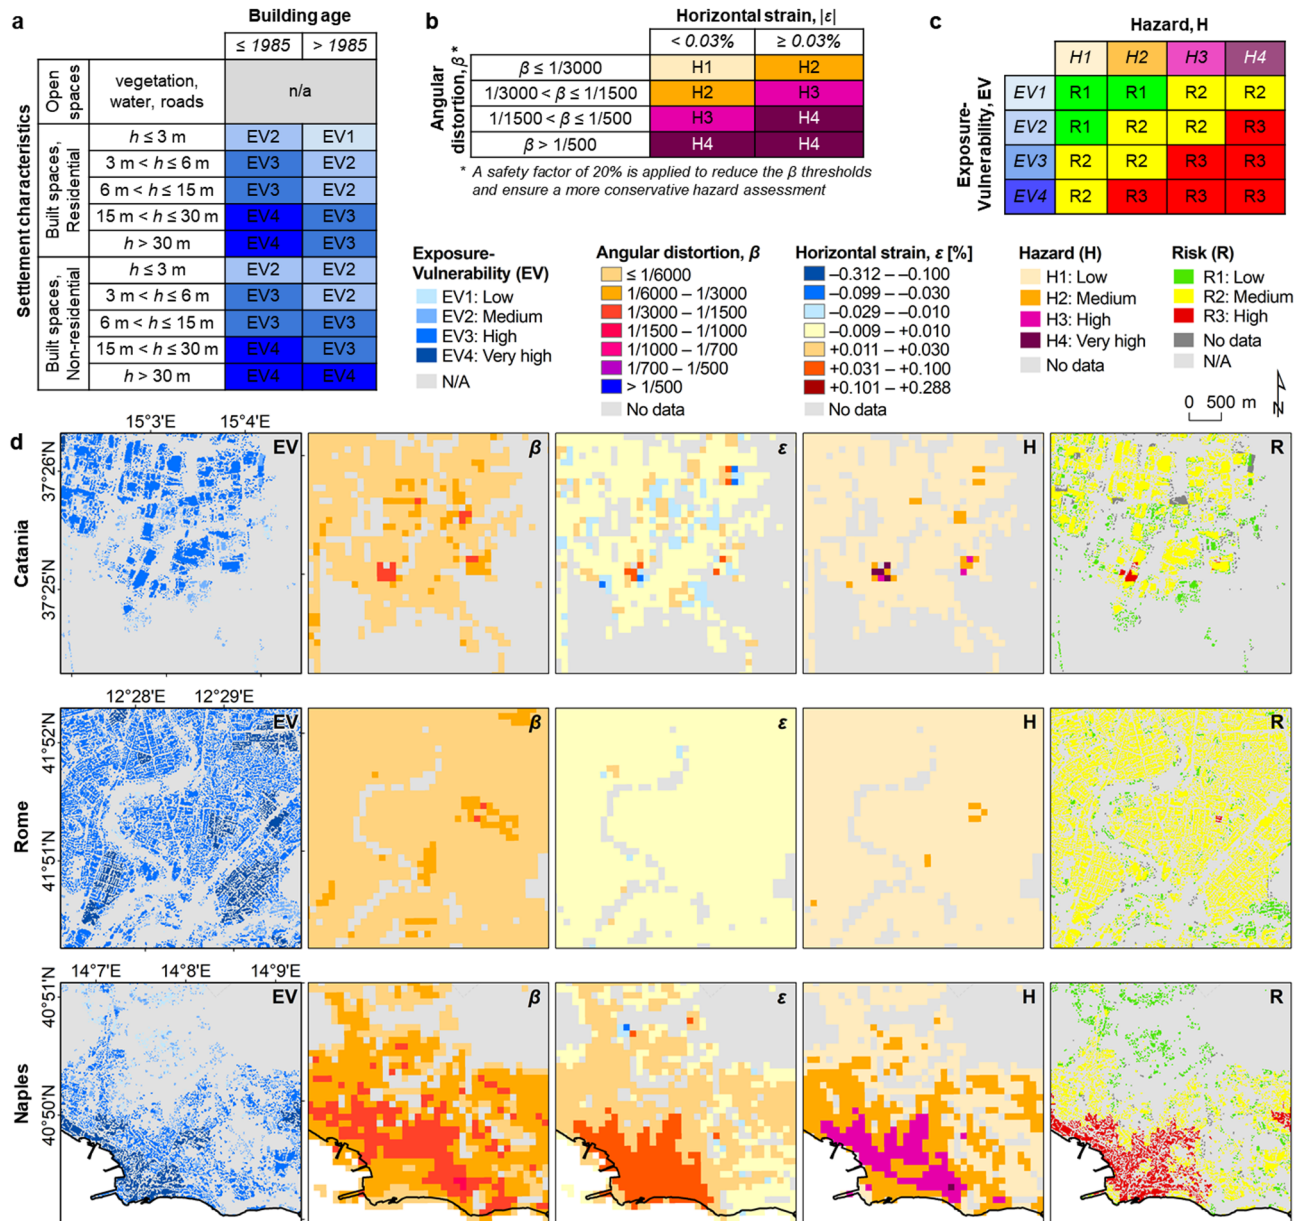 a
Building age
≤ 1985 > 1985
Settlement characteristics
Open spaces
vegetation, water, roads
n/a
Built spaces, Residential
h ≤ 3 m EV2 EV1
3 m < h ≤ 6 m EV3 EV2
6 m < h ≤ 15 m EV3 EV2
15 m < h ≤ 30 m EV4 EV3
h > 30 m EV4 EV3
Built spaces, Non-residential
h ≤ 3 m EV2 EV2
3 m < h ≤ 6 m EV3 EV2
6 m < h ≤ 15 m EV3 EV3
15 m < h ≤ 30 m EV4 EV3
h > 30 m EV4 EV4
b
Horizontal strain, |ε|
< 0.03% ≥ 0.03%
Angular distortion, β*
β ≤ 1/3000 H1 H2
1/3000 < β ≤ 1/1500 H2 H3
1/1500 < β ≤ 1/500 H3 H4
β > 1/500 H4 H4
* A safety factor of 20% is applied to reduce the β thresholds
and ensure a more conservative hazard assessment
c
Hazard, H
H1 H2 H3 H4
Exposure-Vulnerability, EV
EV1 R1 R1 R2 R2
EV2 R1 R2 R2 R3
EV3 R2 R2 R3 R3
EV4 R2 R3 R3 R3
Exposure-
Vulnerability (EV)
EV1: Low
EV2: Medium
EV3: High
EV4: Very high
N/A
Angular distortion, β
≤ 1/6000
1/6000 – 1/3000
1/3000 – 1/1500
1/1500 – 1/1000
1/1000 – 1/700
1/700 – 1/500
> 1/500
No data
Horizontal strain, ε [%]
–0.312 – –0.100
–0.099 – –0.030
–0.029 – –0.010
–0.009 – +0.010
+0.011 – +0.030
+0.031 – +0.100
+0.101 – +0.288
No data
Hazard (H)
H1: Low
H2: Medium
H3: High
H4: Very high
No data
Risk (R)
R1: Low
R2: Medium
R3: High
No data
N/A
0 500 m
N
d
15°3'E 15°4'E
37°26'N
37°25'N
Catania
EV β ε H R
12°28'E 12°29'E
41°52'N
41°51'N
Rome
EV β ε H R
14°7'E 14°8'E 14°9'E
40°51'N
40°50'N
Naples
EV β ε H R